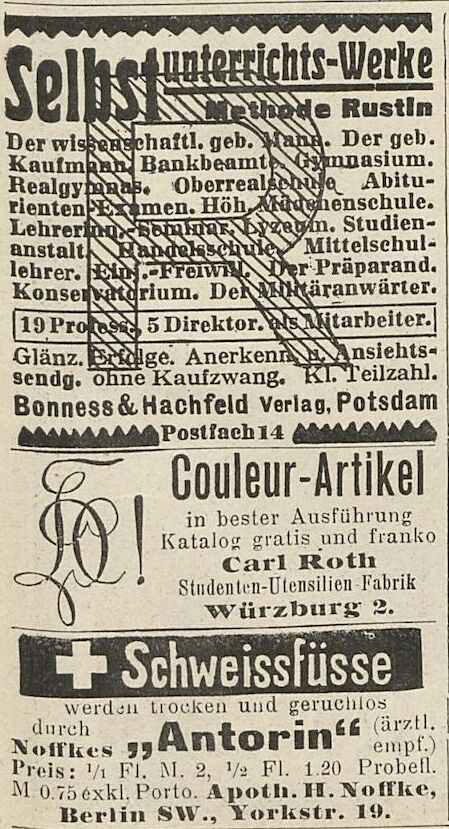 Selbstunterrichts-Werke
Methode Rustin
Der wissenschaftl. geb. Mann. Der geb.
Kaufmann. Bankbeamte. Gymnasium.
Realgymnas. Oberrealschule Abitu-
rienten-Examen. Höh. Mädchenschule.
Lehrerinn.-Seminar. Lyzeum. Studien-
anstalt. Handelsschule. Mittelschul-
lehrer. Einj.-Freiwill. Der Präparand.
Konservatorium. Der Militäranwärter.
19 Profess. 5 Direktor. als Mitarbeiter.
Glänz. Erfolge. Anerkenn. u. Ansichts-
sendg. ohne Kaufzwang. Kl. Teilzahl.
Bonness & Hachfeld Verlag, Potsdam
Postfach 14
Couleur-Artikel
in bester Ausführung
Katalog gratis und franko
Carl Roth
Studenten-Utensilien-Fabrik
Würzburg 2.
Schweissfüsse
werden trocken und geruchlos
durch
Noffkes „Antorin“ (ärztl. empf.)
Preis: 1/1 Fl. M. 2, 1/2 Fl. 1.20 Probefl.
M 0.75 exkl. Porto. Apoth. H. Noffke,
Berlin SW., Yorkstr. 19.